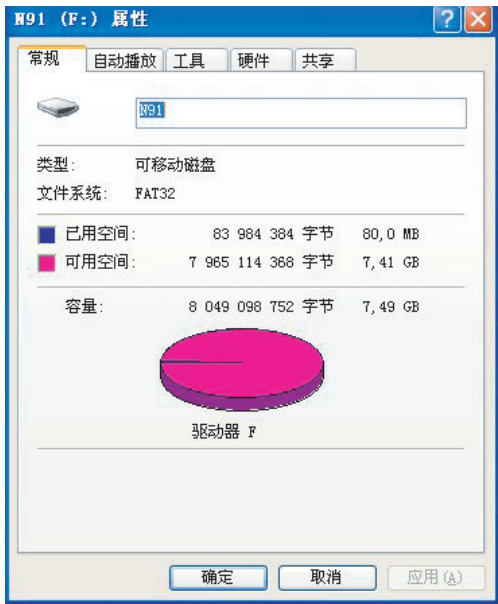 N91 (F:) 属性
常规 自动播放 工具 硬件 共享
N91
类型: 可移动磁盘
文件系统: FAT32
已用空间: 83 984 384 字节 80,0 MB
可用空间: 7 965 114 368 字节 7,41 GB
容量: 8 049 098 752 字节 7,49 GB
驱动器 F
确定 取消 应用(A)